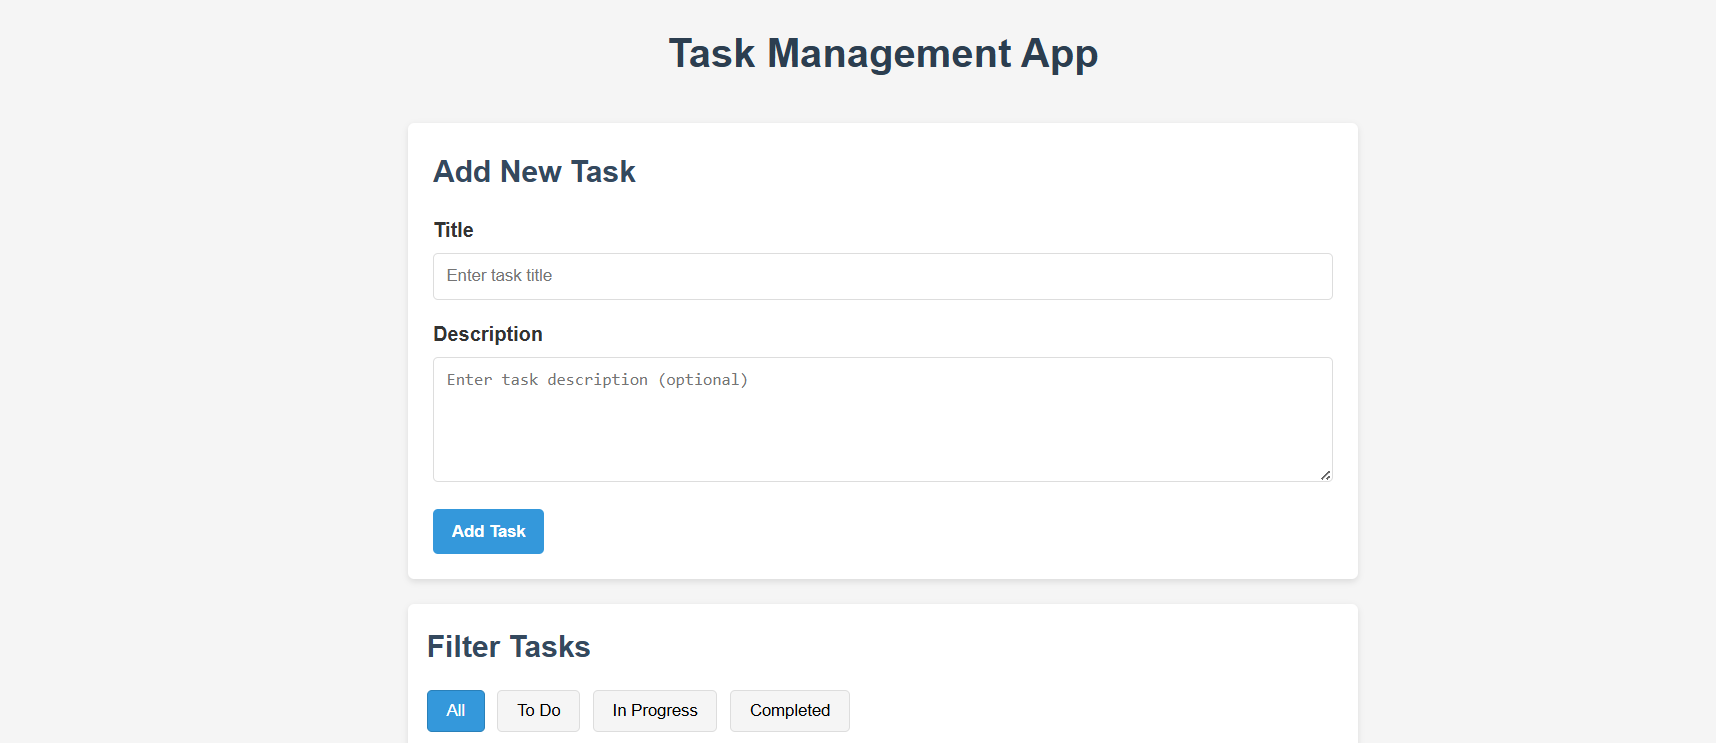 Task Management App
Add New Task
Title
Enter task title
Description
Enter task description (optional)
Add Task
Filter Tasks
All To Do In Progress Completed